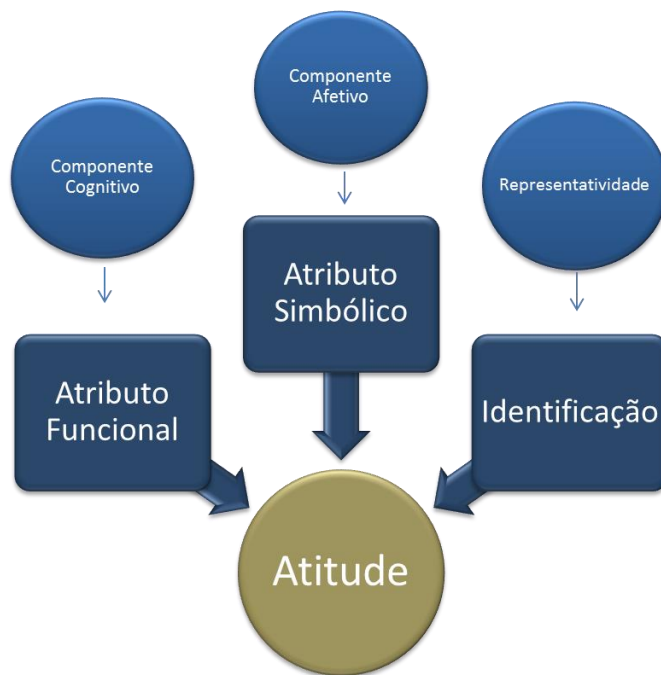 Componente
Afetivo
Componente
Cognitivo
Representatividade
Atributo
Simbólico
Atributo
Funcional
Identificação
Atitude